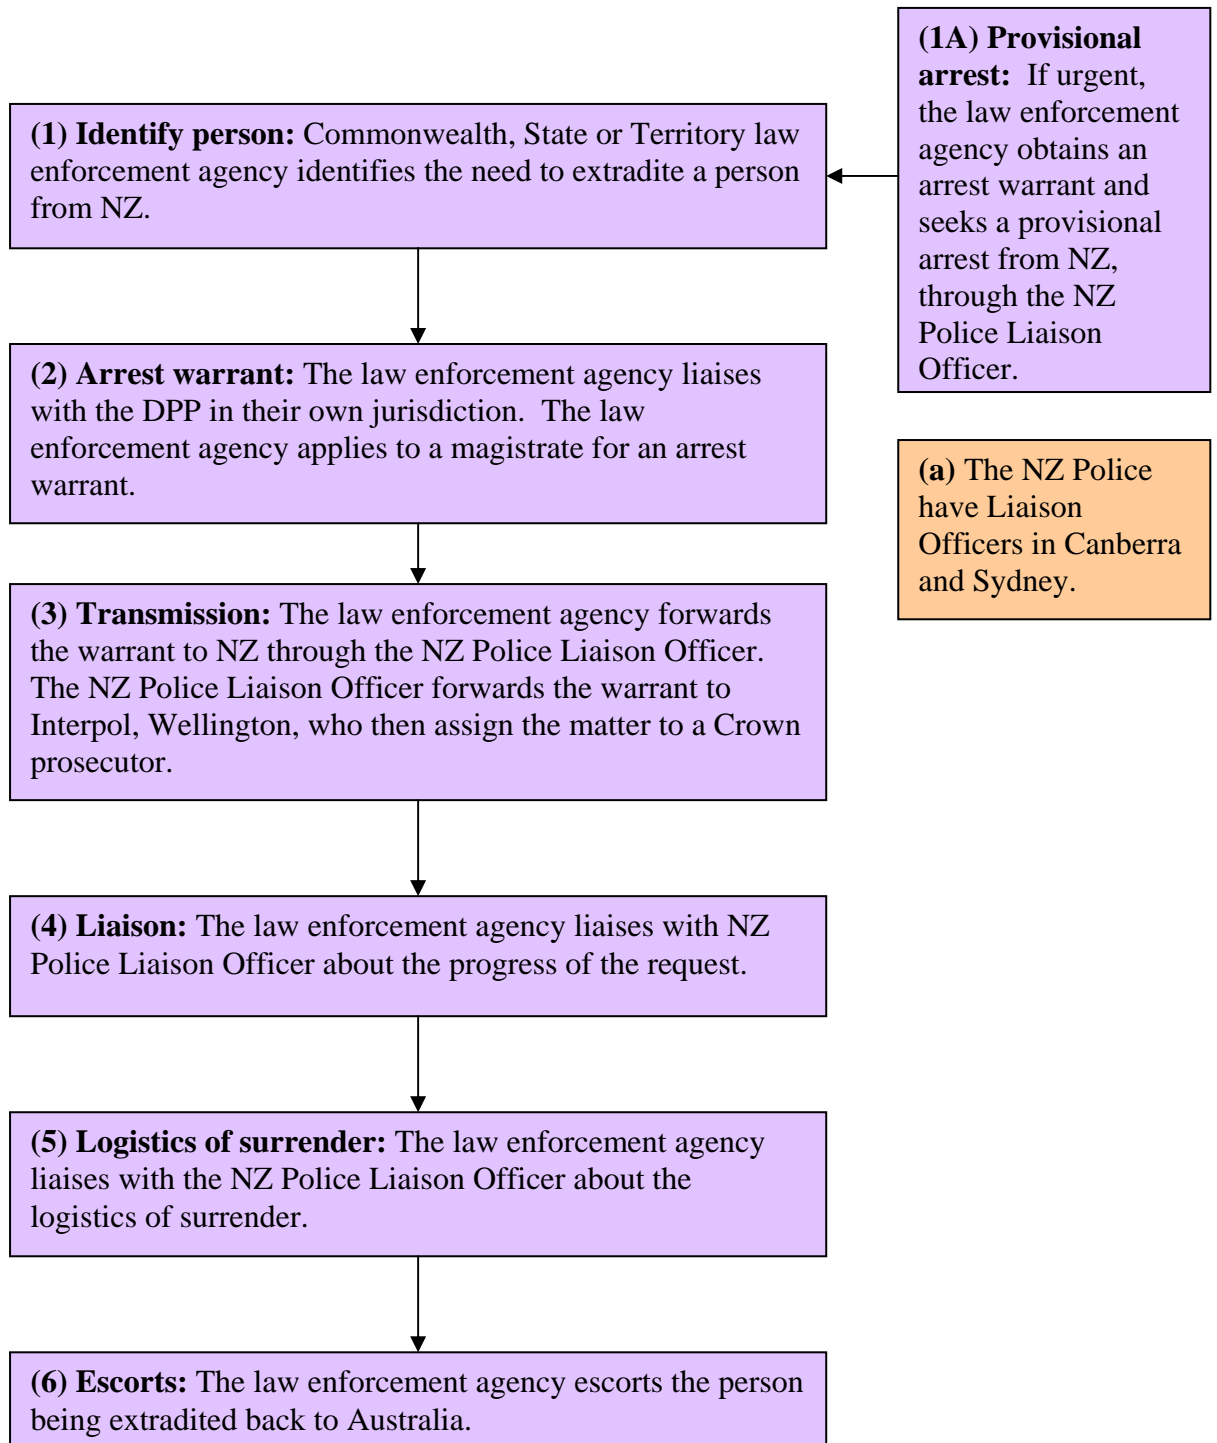 (1A) Provisional
arrest:  If urgent,
the law enforcement
agency obtains an
arrest warrant and
seeks a provisional
arrest from NZ,
through the NZ
Police Liaison
Officer.
(1) Identify person: Commonwealth, State or Territory law
enforcement agency identifies the need to extradite a person
from NZ.
(2) Arrest warrant: The law enforcement agency liaises
with the DPP in their own jurisdiction.  The law
enforcement agency applies to a magistrate for an arrest
warrant.
(a) The NZ Police
have Liaison
Officers in Canberra
and Sydney.
(3) Transmission: The law enforcement agency forwards
the warrant to NZ through the NZ Police Liaison Officer.
The NZ Police Liaison Officer forwards the warrant to
Interpol, Wellington, who then assign the matter to a Crown
prosecutor.
(4) Liaison: The law enforcement agency liaises with NZ
Police Liaison Officer about the progress of the request.
(5) Logistics of surrender: The law enforcement agency
liaises with the NZ Police Liaison Officer about the
logistics of surrender.
(6) Escorts: The law enforcement agency escorts the person
being extradited back to Australia.